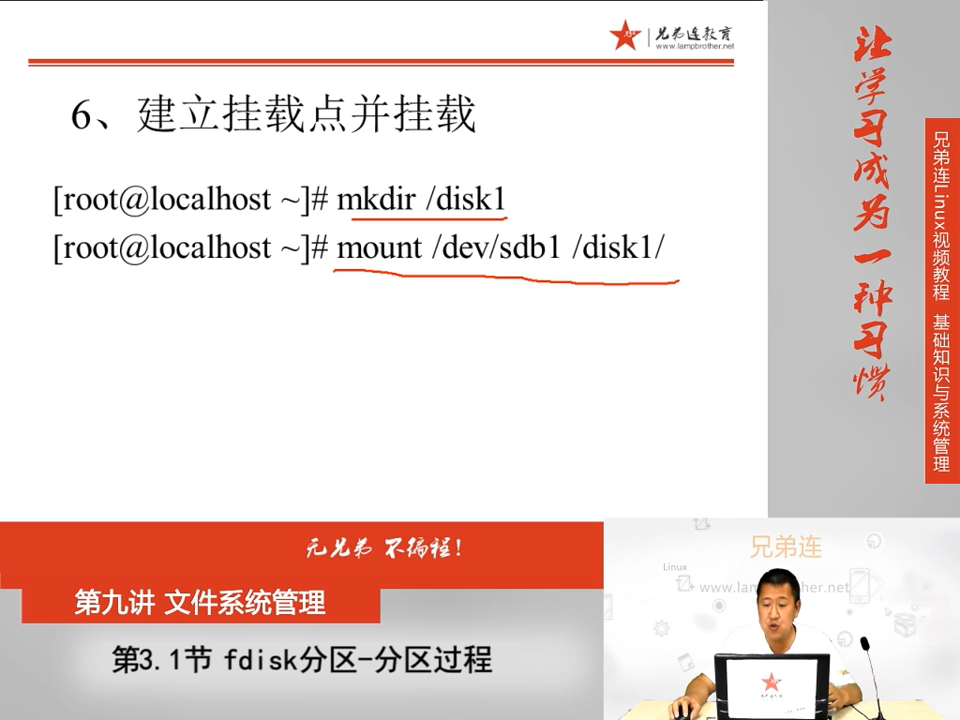 兄弟连教育
www.lampbrother.net
6、建立挂载点并挂载
[root@localhost ~]# mkdir /disk1
[root@localhost ~]# mount /dev/sdb1 /disk1/
让学习成为一种习惯
兄弟连Linux视频教程 基础知识与系统管理
无兄弟 不编程!
第九讲 文件系统管理
第3.1节 fdisk分区-分区过程
兄弟连
Linux